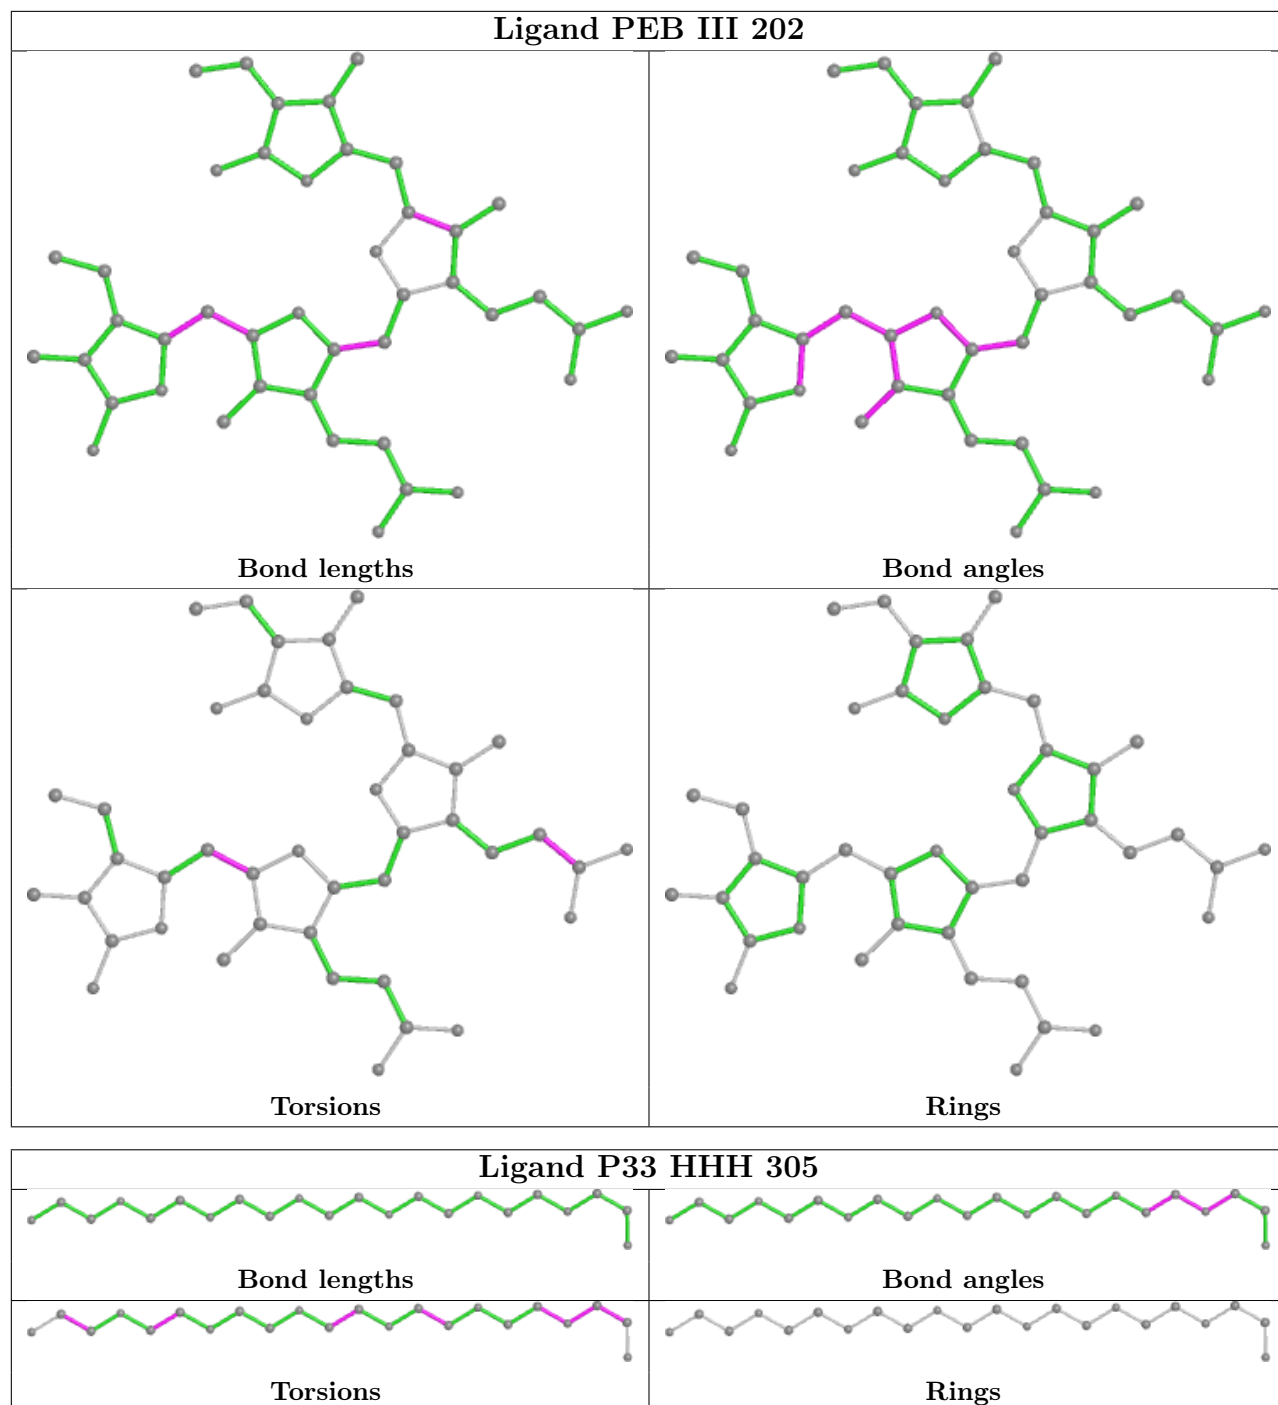 Ligand PEB III 202
Bond lengths
Bond angles
Torsions
Rings
Ligand P33 HHH 305
Bond lengths
Bond angles
Torsions
Rings